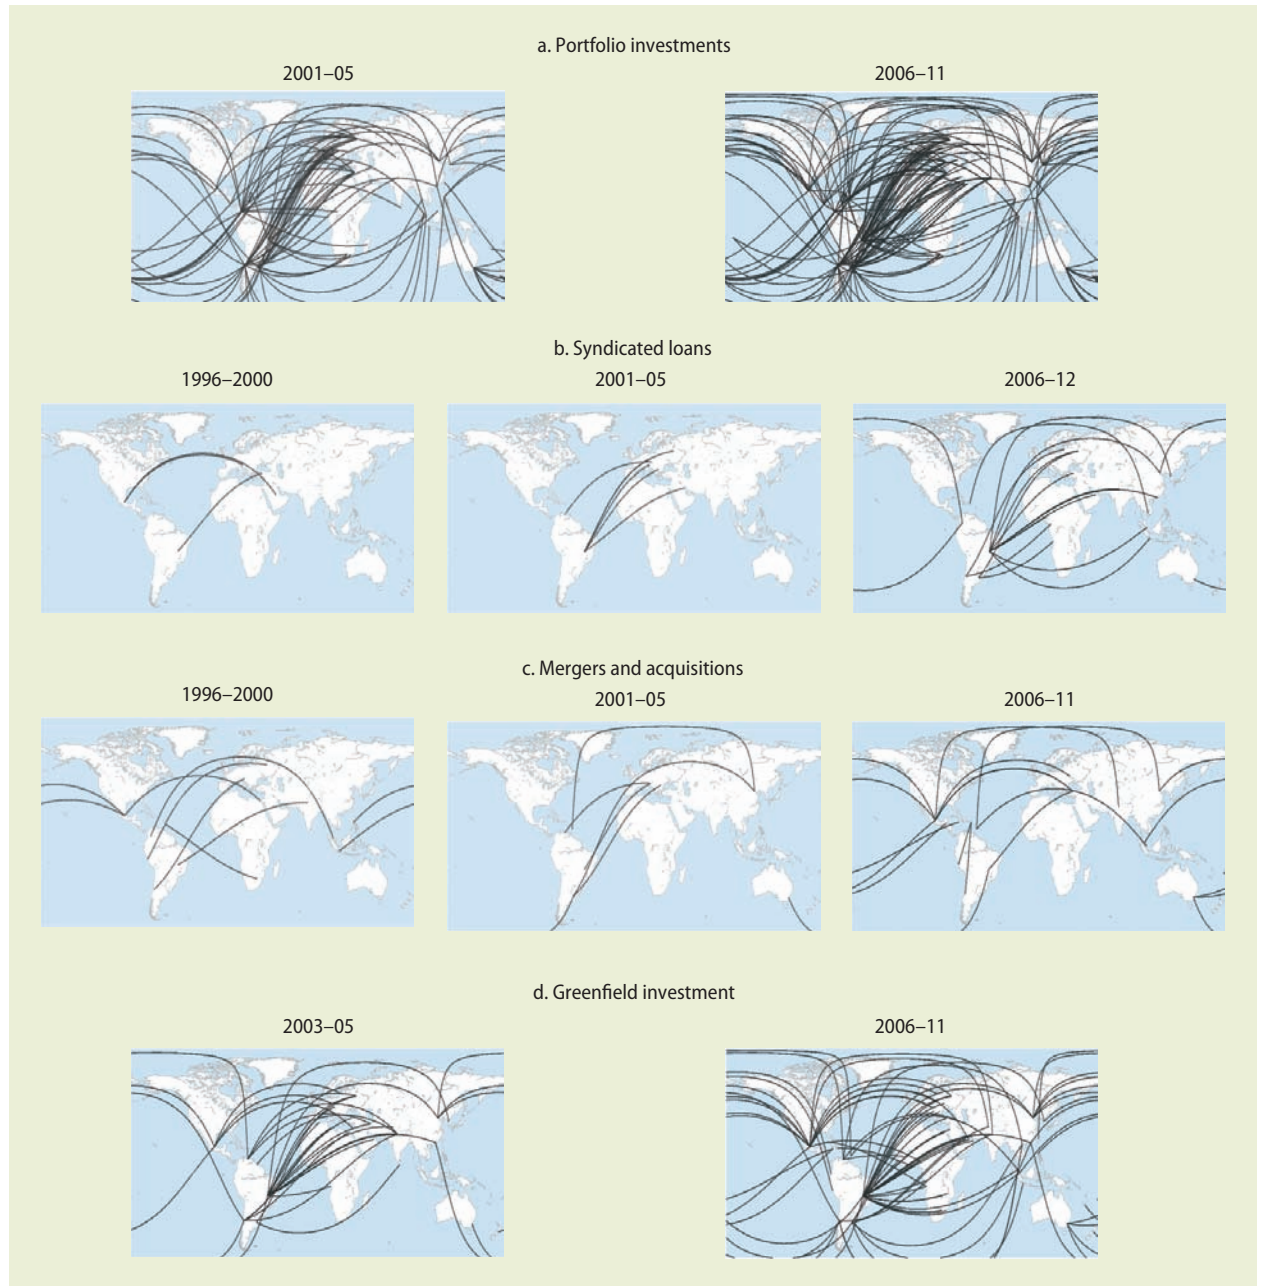 a. Portfolio investments
2001–05
2006–11
b. Syndicated loans
1996–2000
2001–05
2006–12
c. Mergers and acquisitions
1996–2000
2001–05
2006–11
d. Greenfield investment
2003–05
2006–11